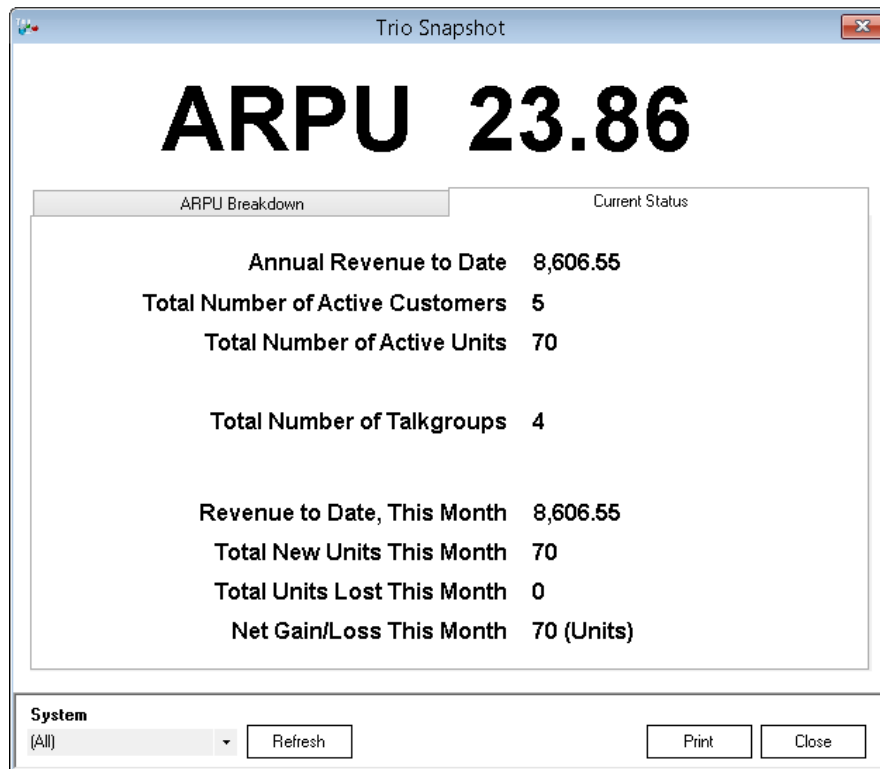 Trio Snapshot
ARPU 23.86
ARPU Breakdown Current Status
Annual Revenue to Date 8,606.55
Total Number of Active Customers 5
Total Number of Active Units 70
Total Number of Talkgroups 4
Revenue to Date, This Month 8,606.55
Total New Units This Month 70
Total Units Lost This Month 0
Net Gain/Loss This Month 70 (Units)
System
(All) Refresh Print Close